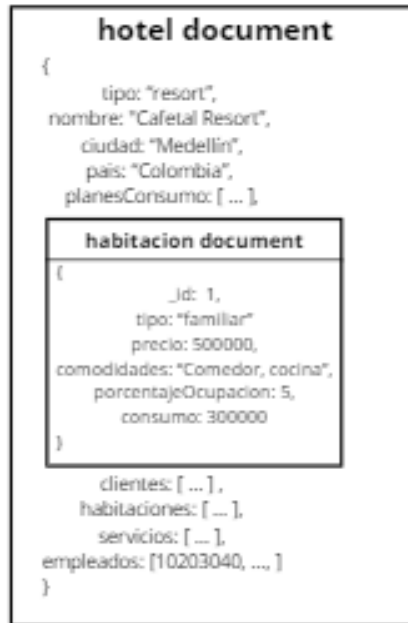 hotel document
{
tipo: “resort”,
nombre: "Cafetal Resort",
ciudad: “Medellin”,
pais: “Colombia”,
planesConsumo: [ ... ],
habitacion document
{
_id: 1,
tipo: “familiar”
precio: 500000,
comodidades: “Comedor, cocina”,
porcentajeOcupacion: 5,
consumo: 300000
}
clientes: [ ... ] ,
habitaciones: [ ... ],
servicios: [ ... ],
empleados: [10203040, ..., ]
}